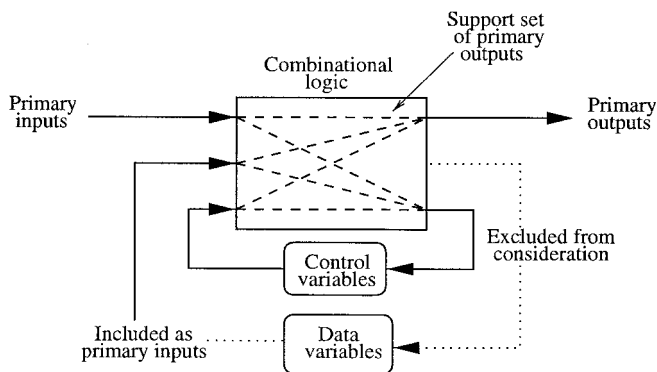 Support set
of primary
outputs
Combinational
logic
Primary
inputs
Primary
outputs
Excluded from
consideration
Control
variables
Included as
primary inputs
Data
variables